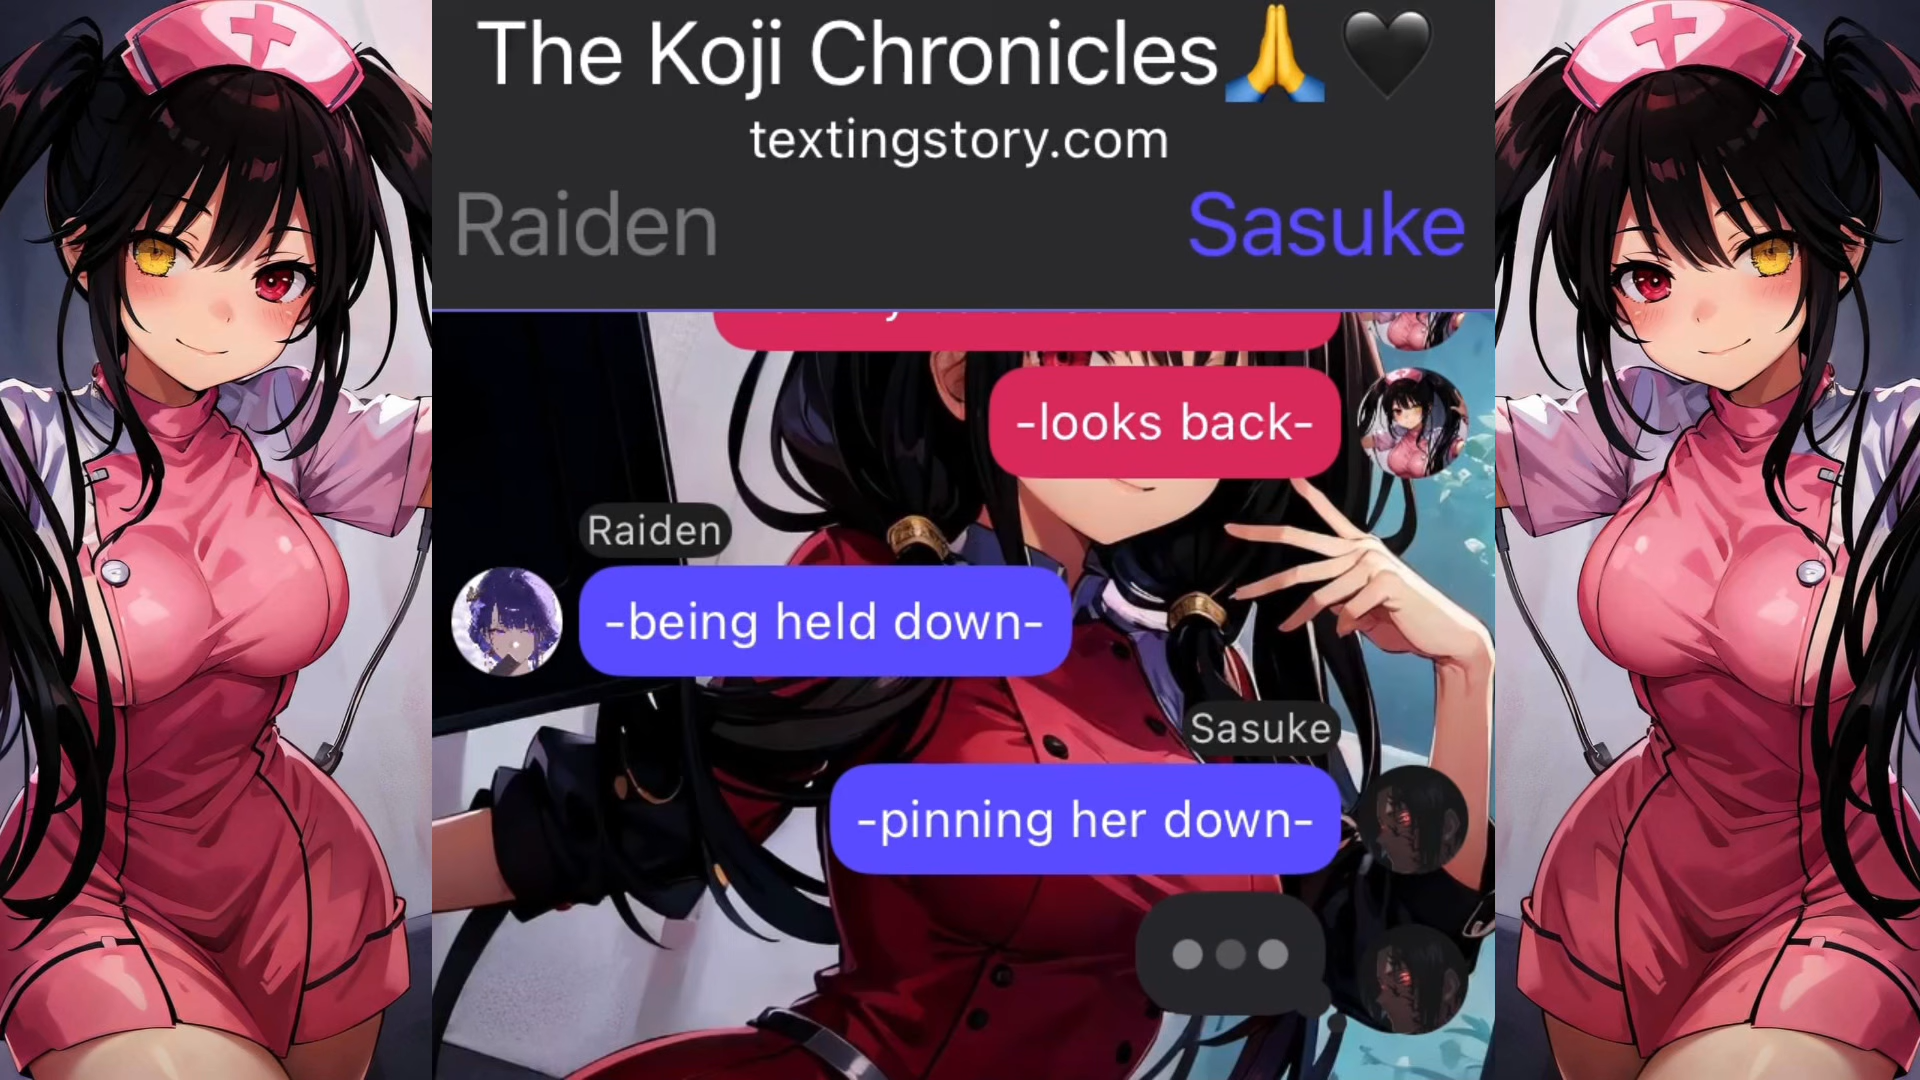 The Koji Chronicles🙏🖤
textingstory.com
Raiden
Sasuke
-looks back-
Raiden
-being held down-
Sasuke
-pinning her down-